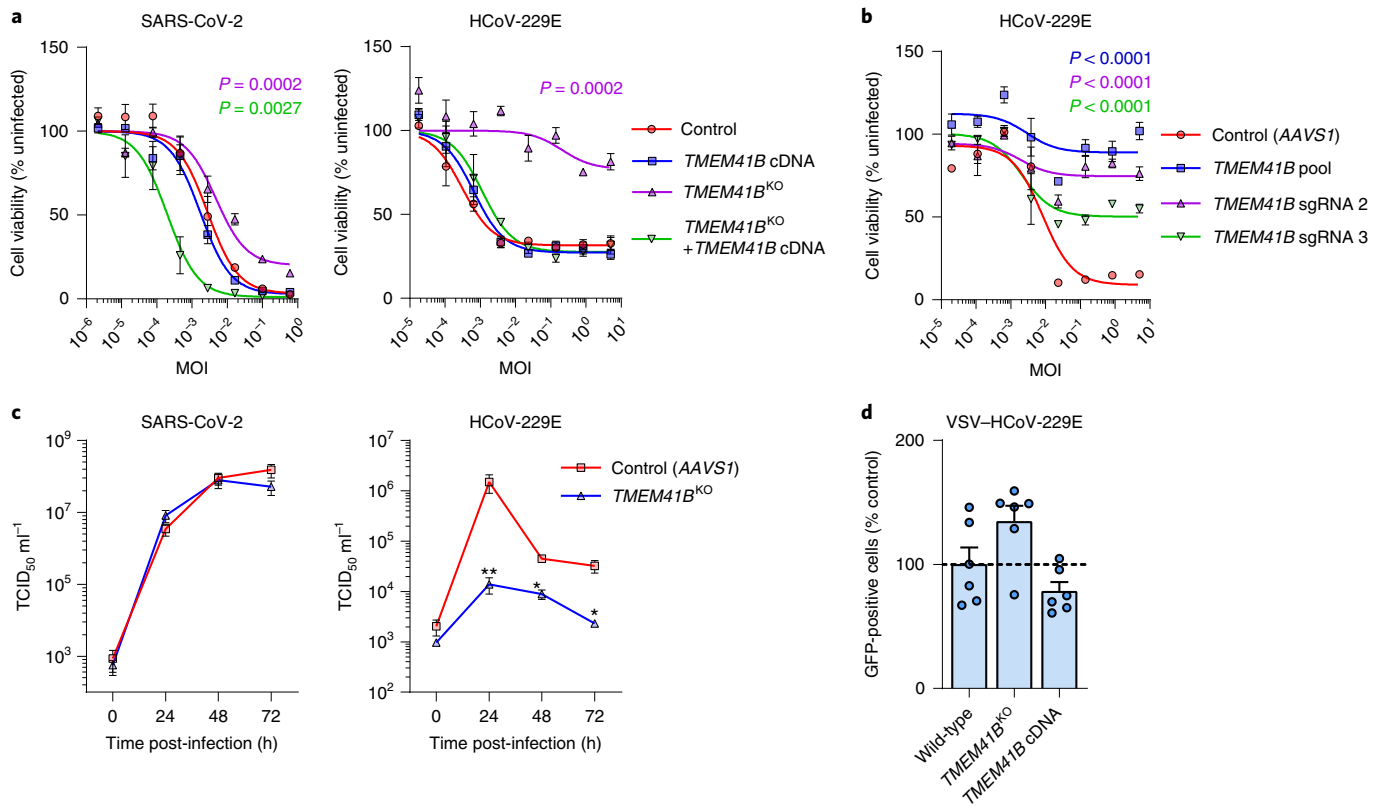 a
SARS-CoV-2
Cell viability (% uninfected)
150
100
50
0
P = 0.0002
P = 0.0027
10⁻⁶ 10⁻⁵ 10⁻⁴ 10⁻³ 10⁻² 10⁻¹ 10⁰
MOI
HCoV-229E
Cell viability (% uninfected)
150
100
50
0
P = 0.0002
10⁻⁵ 10⁻⁴ 10⁻³ 10⁻² 10⁻¹ 10⁰ 10¹
MOI
Control
TMEM41B cDNA
TMEM41Bᴷᴼ
TMEM41Bᴷᴼ
+TMEM41B cDNA
b
HCoV-229E
Cell viability (% uninfected)
150
100
50
0
P < 0.0001
P < 0.0001
P < 0.0001
10⁻⁵ 10⁻⁴ 10⁻³ 10⁻² 10⁻¹ 10⁰ 10¹
MOI
Control (AAVS1)
TMEM41B pool
TMEM41B sgRNA 2
TMEM41B sgRNA 3
c
SARS-CoV-2
TCID₅₀ ml⁻¹
10⁹
10⁷
10⁵
10³
0 24 48 72
Time post-infection (h)
HCoV-229E
TCID₅₀ ml⁻¹
10⁷
10⁶
10⁵
10⁴
10³
10²
**
*
*
0 24 48 72
Time post-infection (h)
Control (AAVS1)
TMEM41Bᴷᴼ
d
VSV–HCoV-229E
GFP-positive cells (% control)
200
100
0
Wild-type
TMEM41Bᴷᴼ
TMEM41B cDNA